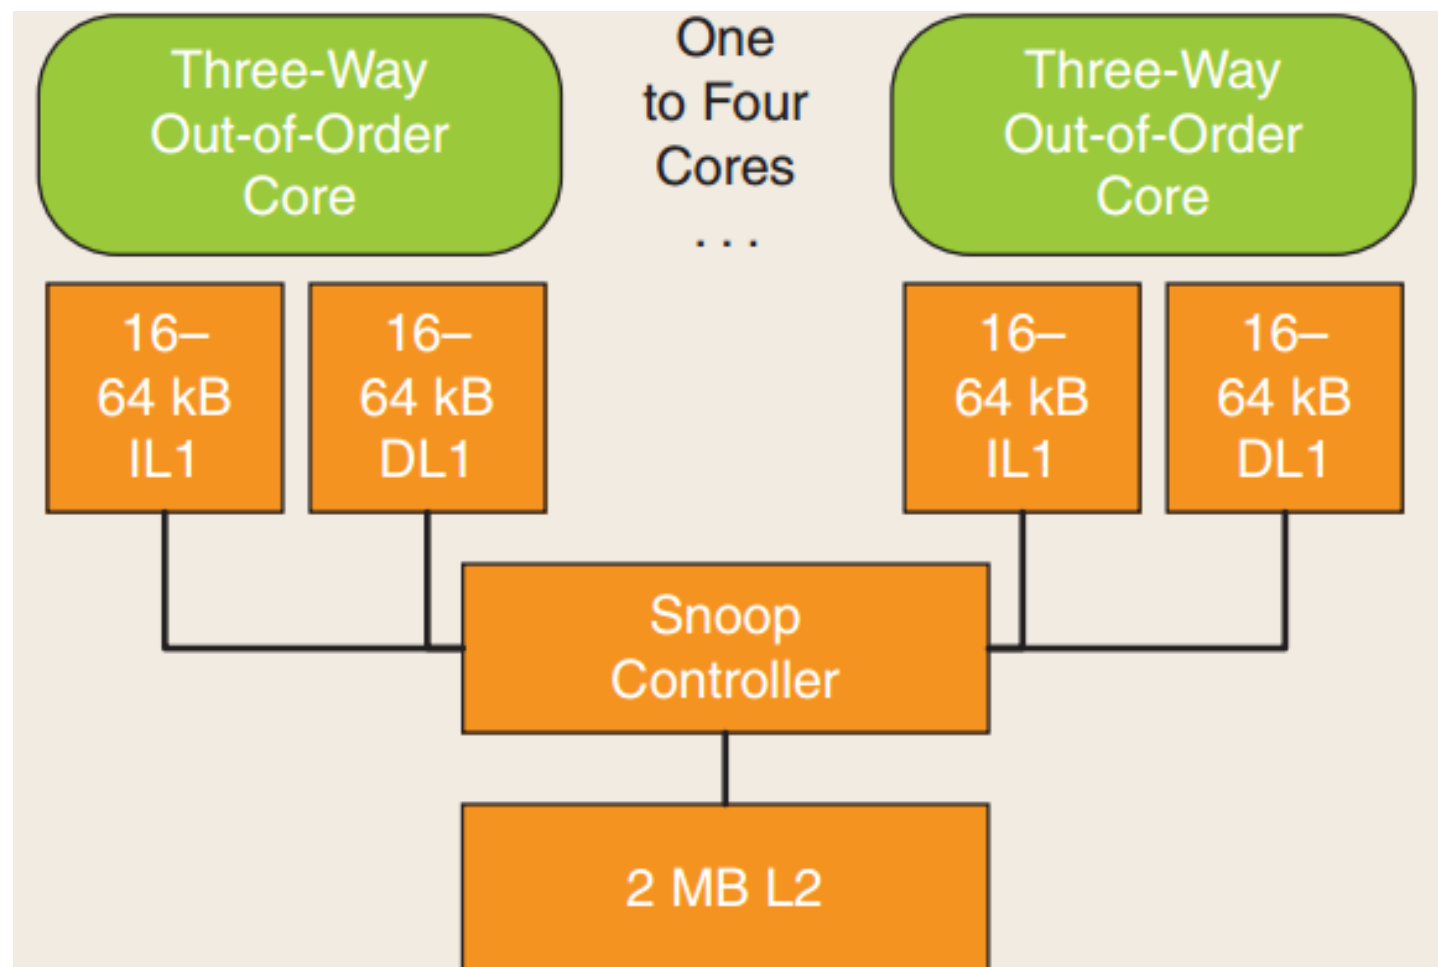 Three-Way
Out-of-Order
Core
One
to Four
Cores
...
Three-Way
Out-of-Order
Core
16–
64 kB
IL1
16–
64 kB
DL1
16–
64 kB
IL1
16–
64 kB
DL1
Snoop
Controller
2 MB L2